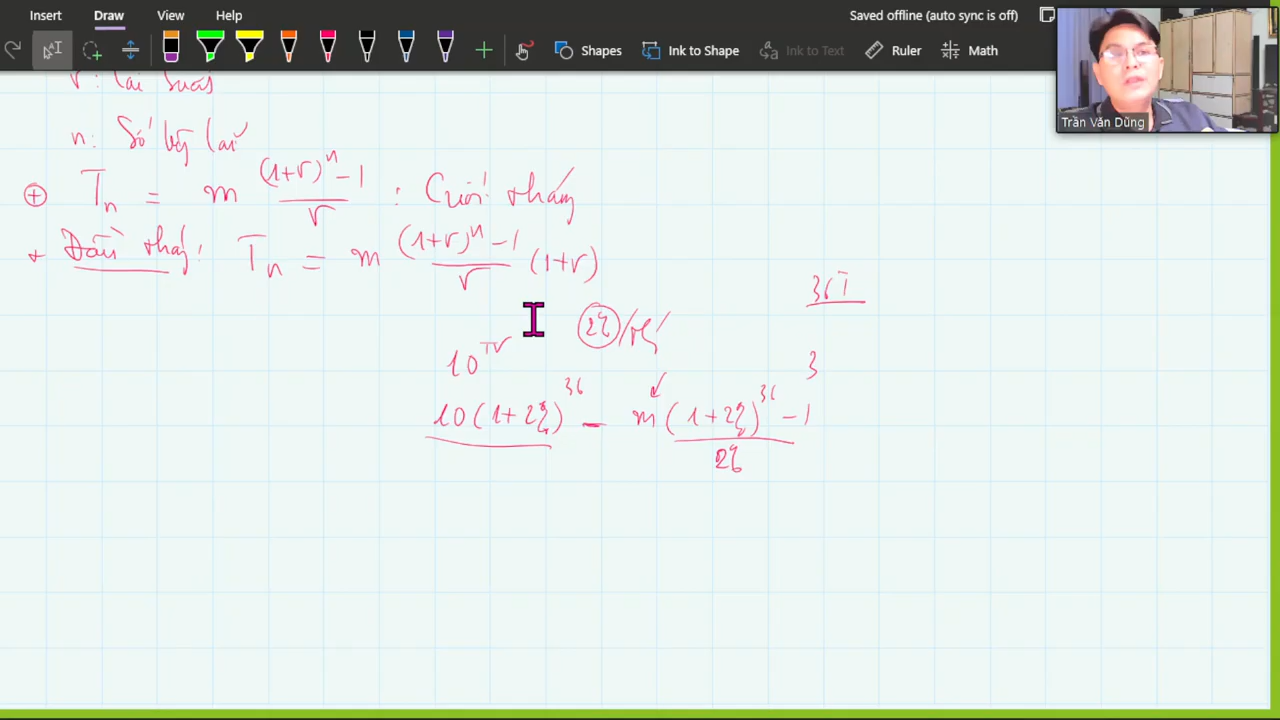 Insert Draw View Help Saved offline (auto sync is off)
Shapes Ink to Shape Ink to Text Ruler Math
Trần Văn Dũng
r: lãi suất
n: Số kỳ lãi
⊕ Tₙ = m ((1+r)ⁿ-1)/r : Cuối tháng
+ Đầu tháng: Tₙ = m ((1+r)ⁿ-1)/r (1+r)
36T
2%/th
10 Tr
3
10(1+2%)³⁶ - m ((1+2%)³⁶-1)/2%